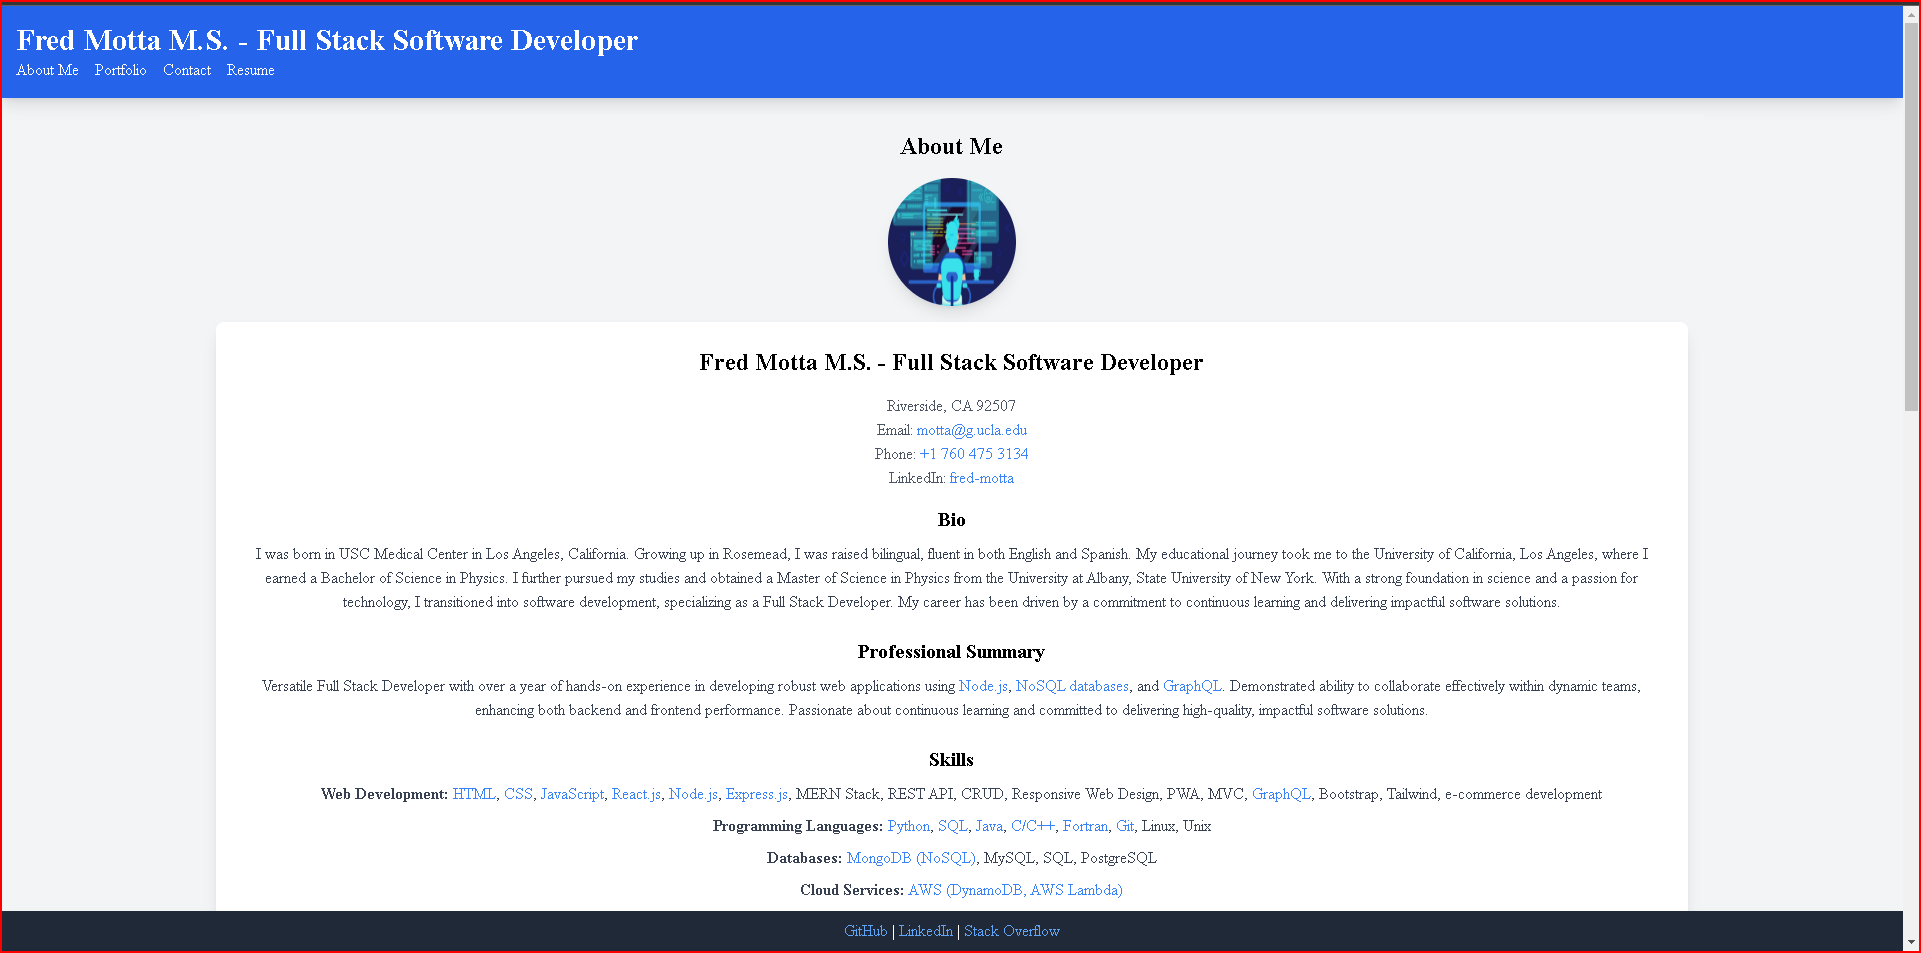 Fred Motta M.S. - Full Stack Software Developer
About Me Portfolio Contact Resume
About Me
Fred Motta M.S. - Full Stack Software Developer
Riverside, CA 92507
Email: motta@g.ucla.edu
Phone: +1 760 475 3134
LinkedIn: fred-motta
Bio
I was born in USC Medical Center in Los Angeles, California. Growing up in Rosemead, I was raised bilingual, fluent in both English and Spanish. My educational journey took me to the University of California, Los Angeles, where I
earned a Bachelor of Science in Physics. I further pursued my studies and obtained a Master of Science in Physics from the University at Albany, State University of New York. With a strong foundation in science and a passion for
technology, I transitioned into software development, specializing as a Full Stack Developer. My career has been driven by a commitment to continuous learning and delivering impactful software solutions.
Professional Summary
Versatile Full Stack Developer with over a year of hands-on experience in developing robust web applications using Node.js, NoSQL databases, and GraphQL. Demonstrated ability to collaborate effectively within dynamic teams,
enhancing both backend and frontend performance. Passionate about continuous learning and committed to delivering high-quality, impactful software solutions.
Skills
Web Development: HTML, CSS, JavaScript, React.js, Node.js, Express.js, MERN Stack, REST API, CRUD, Responsive Web Design, PWA, MVC, GraphQL, Bootstrap, Tailwind, e-commerce development
Programming Languages: Python, SQL, Java, C/C++, Fortran, Git, Linux, Unix
Databases: MongoDB (NoSQL), MySQL, SQL, PostgreSQL
Cloud Services: AWS (DynamoDB, AWS Lambda)
GitHub | LinkedIn | Stack Overflow